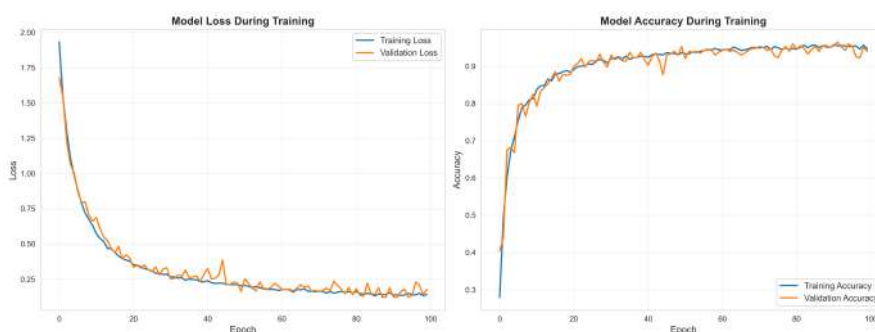 Model Loss During Training
2.00
1.75
1.50
1.25
1.00
0.75
0.50
0.25
0
20
40
60
80
100
Loss
Epoch
Training Loss
Validation Loss
Model Accuracy During Training
0.9
0.8
0.7
0.6
0.5
0.4
0.3
0
20
40
60
80
100
Accuracy
Epoch
Training Accuracy
Validation Accuracy